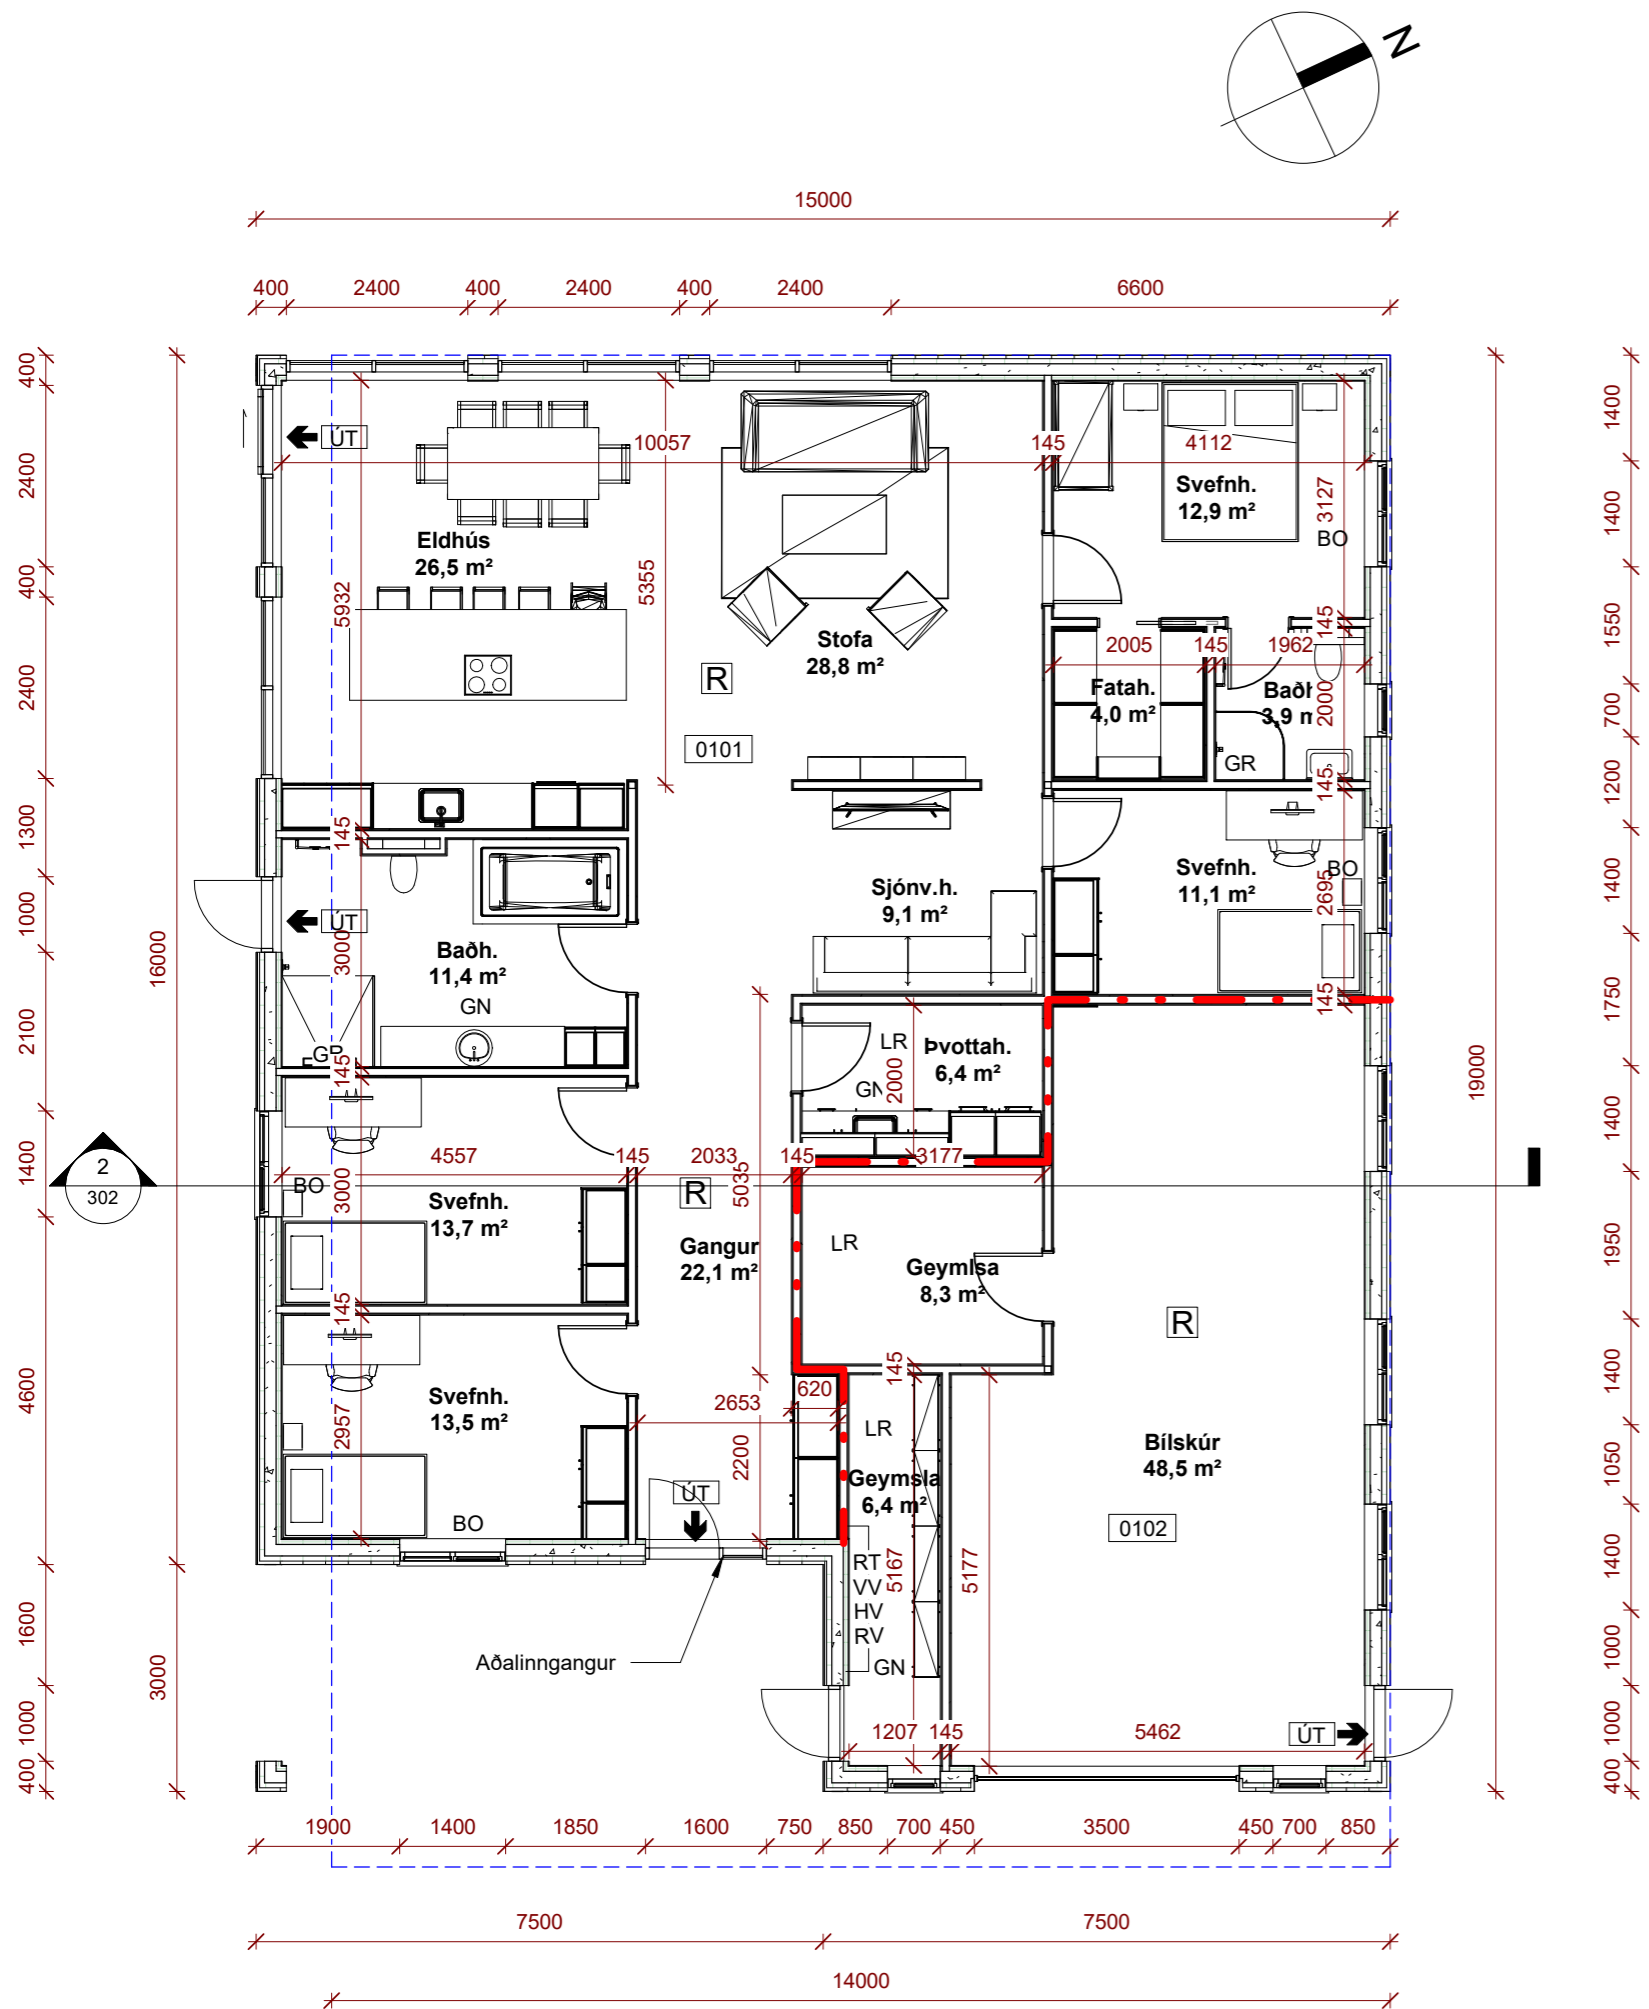 N
15000
400 2400 400 2400 400 2400 6600
400
2400
400
2400
1300
1000
2100
1400
4600
1600
1000
400
16000
3000
ÚT
10057
145
4112
Eldhús
26,5 m²
5932
5355
Stofa
28,8 m²
R
0101
Svefnh.
12,9 m²
3127
BO
145
2005 145 1962
Fatah.
4,0 m²
Baðh
3,9 m
2000
GR
145
Svefnh.
11,1 m²
BO
2695
145
Sjónv.h.
9,1 m²
145
ÚT
3000
Baðh.
11,4 m²
GN
GR
145
LR
Þvottah.
6,4 m²
GN
2000
4557 145 2033 145 3177
2
302
BO
3000
Svefnh.
13,7 m²
R
5035
Gangur
22,1 m²
LR
Geymlsa
8,3 m²
145
R
145
620
2653
Svefnh.
13,5 m²
2957
2200
LR
Geymsla
6,4 m²
Bílskúr
48,5 m²
0102
BO
ÚT
RT
VV
HV
RV
GN
5167
5177
Aðalinngangur
1207 145 5462
ÚT
1400
1400
1550
700
1200
1400
1750
1400
1950
1400
1050
1400
1000
1000
400
19000
1900 1400 1850 1600 750 850 700 450 3500 450 700 850
7500 7500
14000